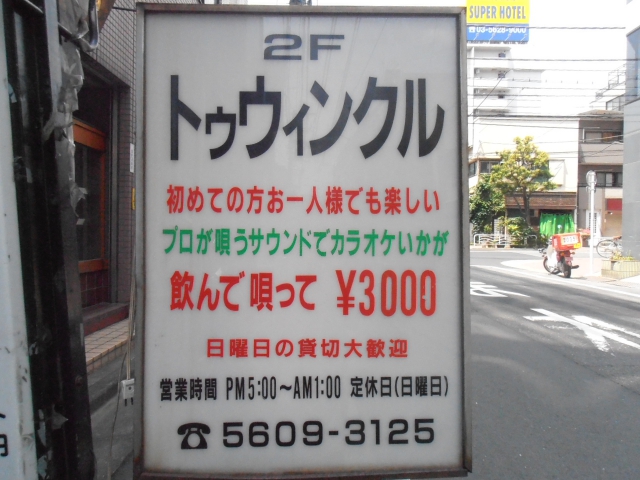 SUPER HOTEL
2F
トゥウィンクル
初めての方お一人様でも楽しい
プロが唄うサウンドでカラオケいかが
飲んで唄って ¥3000
日曜日の貸切大歓迎
営業時間 PM5:00〜AM1:00 定休日(日曜日)
☎5609-3125
円